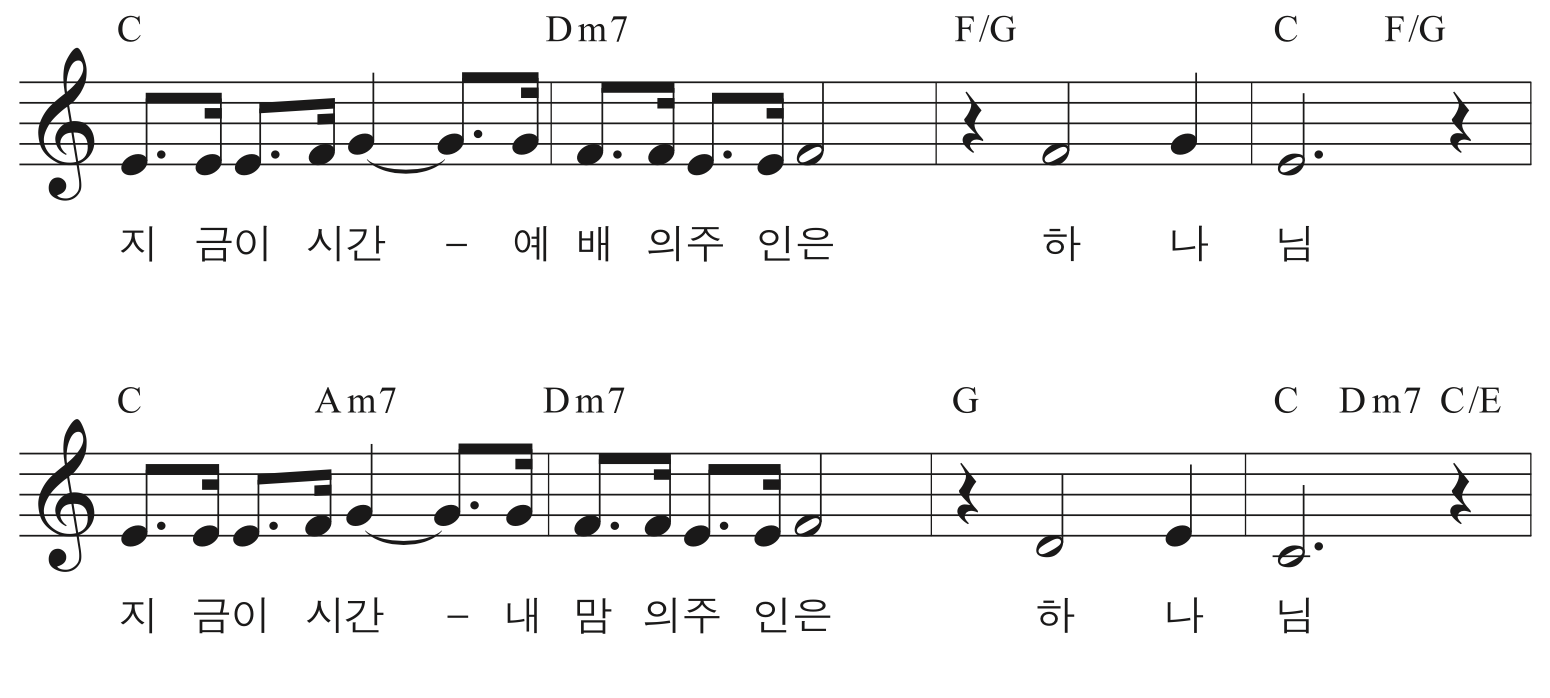 C Dm7 F/G C F/G
지 금이 시간 – 예 배 의주 인은 하 나 님
C Am7 Dm7 G C Dm7 C/E
지 금이 시간 – 내 맘 의주 인은 하 나 님